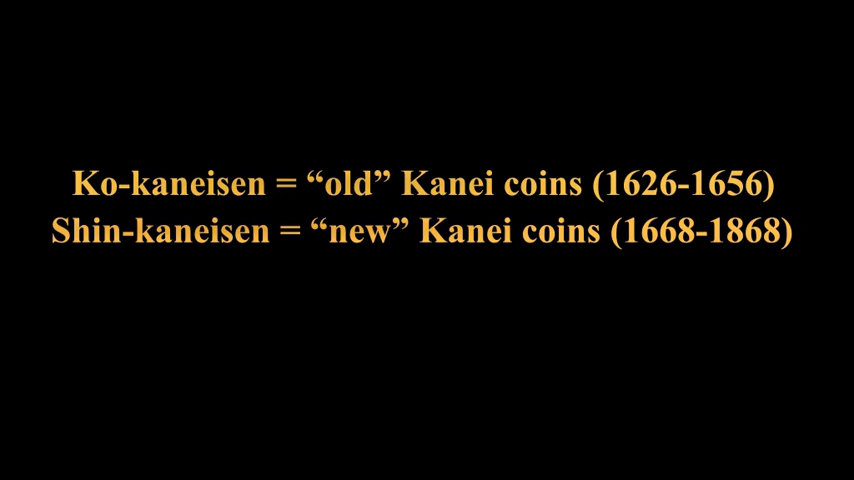 Ko-kaneisen = “old” Kanei coins (1626-1656)
Shin-kaneisen = “new” Kanei coins (1668-1868)